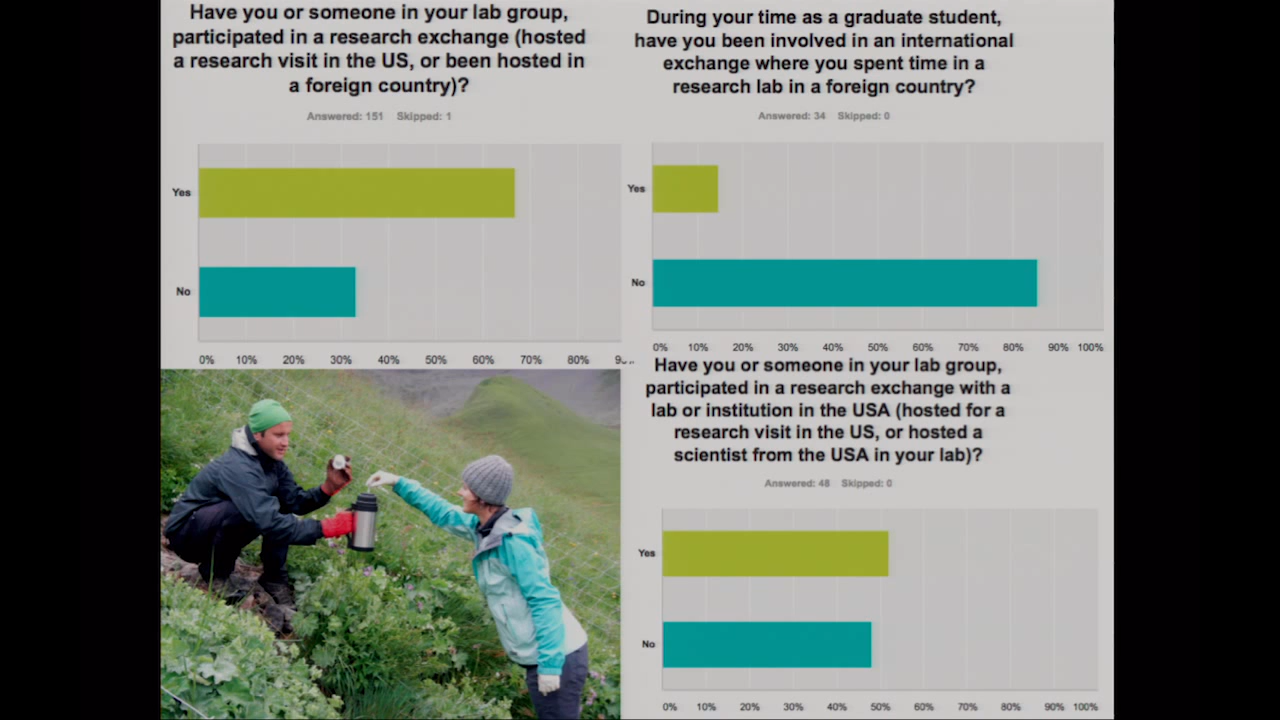 Have you or someone in your lab group,
participated in a research exchange (hosted
a research visit in the US, or been hosted in
a foreign country)?
Answered: 151 Skipped: 1
Yes
No
0% 10% 20% 30% 40% 50% 60% 70% 80%
During your time as a graduate student,
have you been involved in an international
exchange where you spent time in a
research lab in a foreign country?
Answered: 34 Skipped: 0
Yes
No
0% 10% 20% 30% 40% 50% 60% 70% 80% 90% 100%
Have you or someone in your lab group,
participated in a research exchange with a
lab or institution in the USA (hosted for a
research visit in the US, or hosted a
scientist from the USA in your lab)?
Answered: 48 Skipped: 0
Yes
No
0% 10% 20% 30% 40% 50% 60% 70% 80% 90% 100%